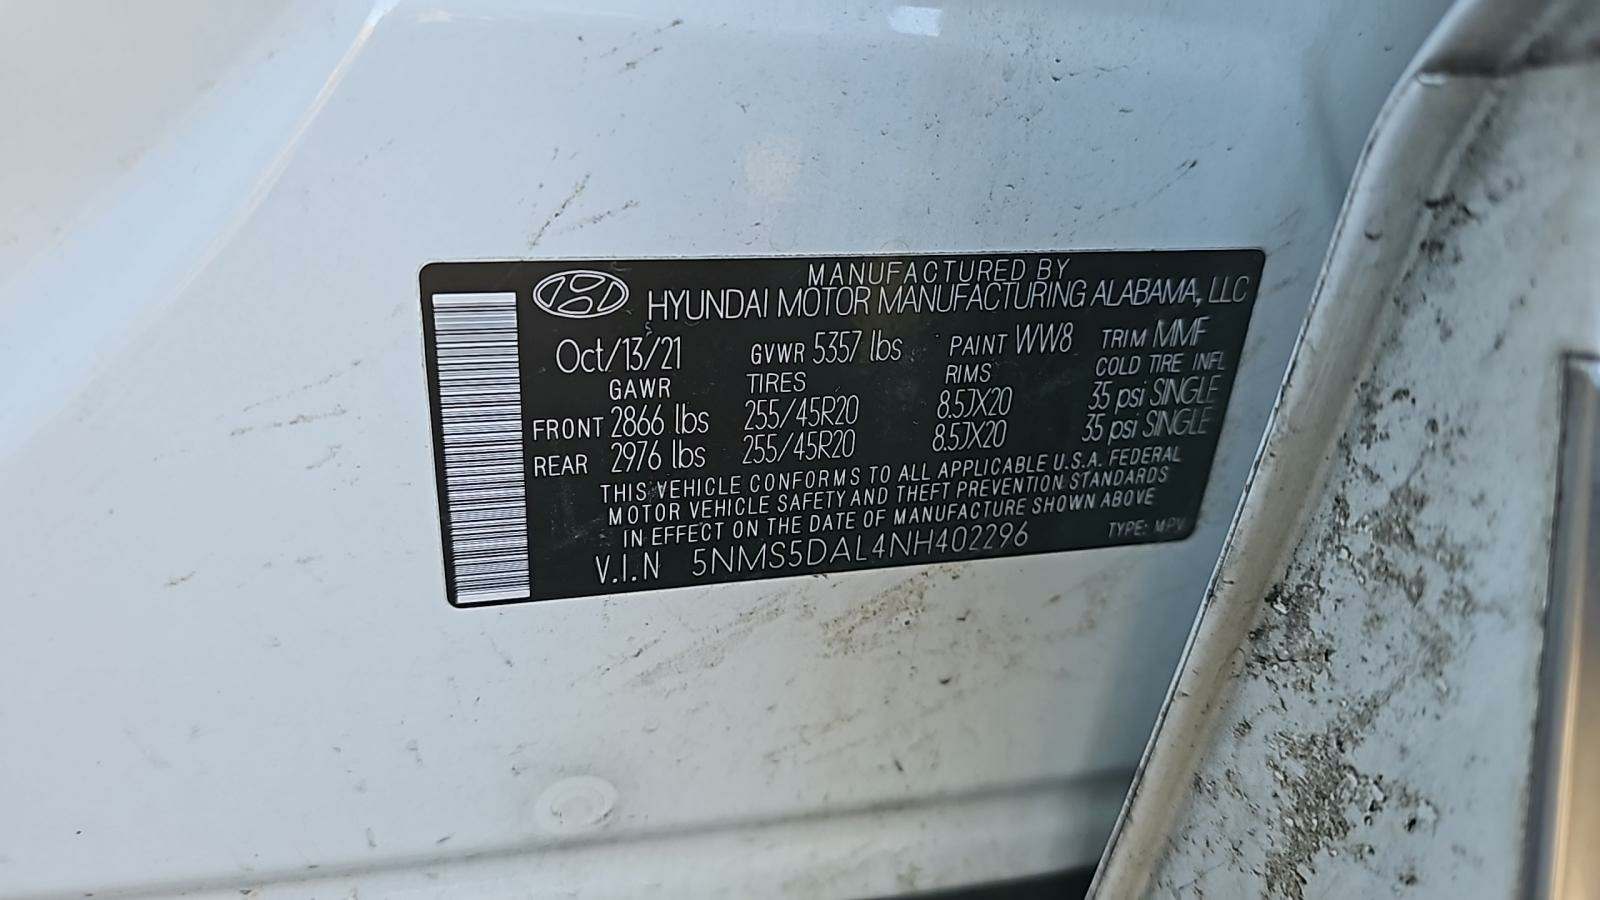 MANUFACTURED BY
HYUNDAI MOTOR MANUFACTURING ALABAMA, LLC
Oct/13/21 GVWR 5357 lbs PAINT WW8 TRIM MMF
GAWR TIRES RIMS COLD TIRE INFL
FRONT 2866 lbs 255/45R20 8.5JX20 35 psi SINGLE
REAR 2976 lbs 255/45R20 8.5JX20 35 psi SINGLE
THIS VEHICLE CONFORMS TO ALL APPLICABLE U.S.A. FEDERAL
MOTOR VEHICLE SAFETY AND THEFT PREVENTION STANDARDS
IN EFFECT ON THE DATE OF MANUFACTURE SHOWN ABOVE
V.I.N 5NMS5DAL4NH402296 TYPE: MPV